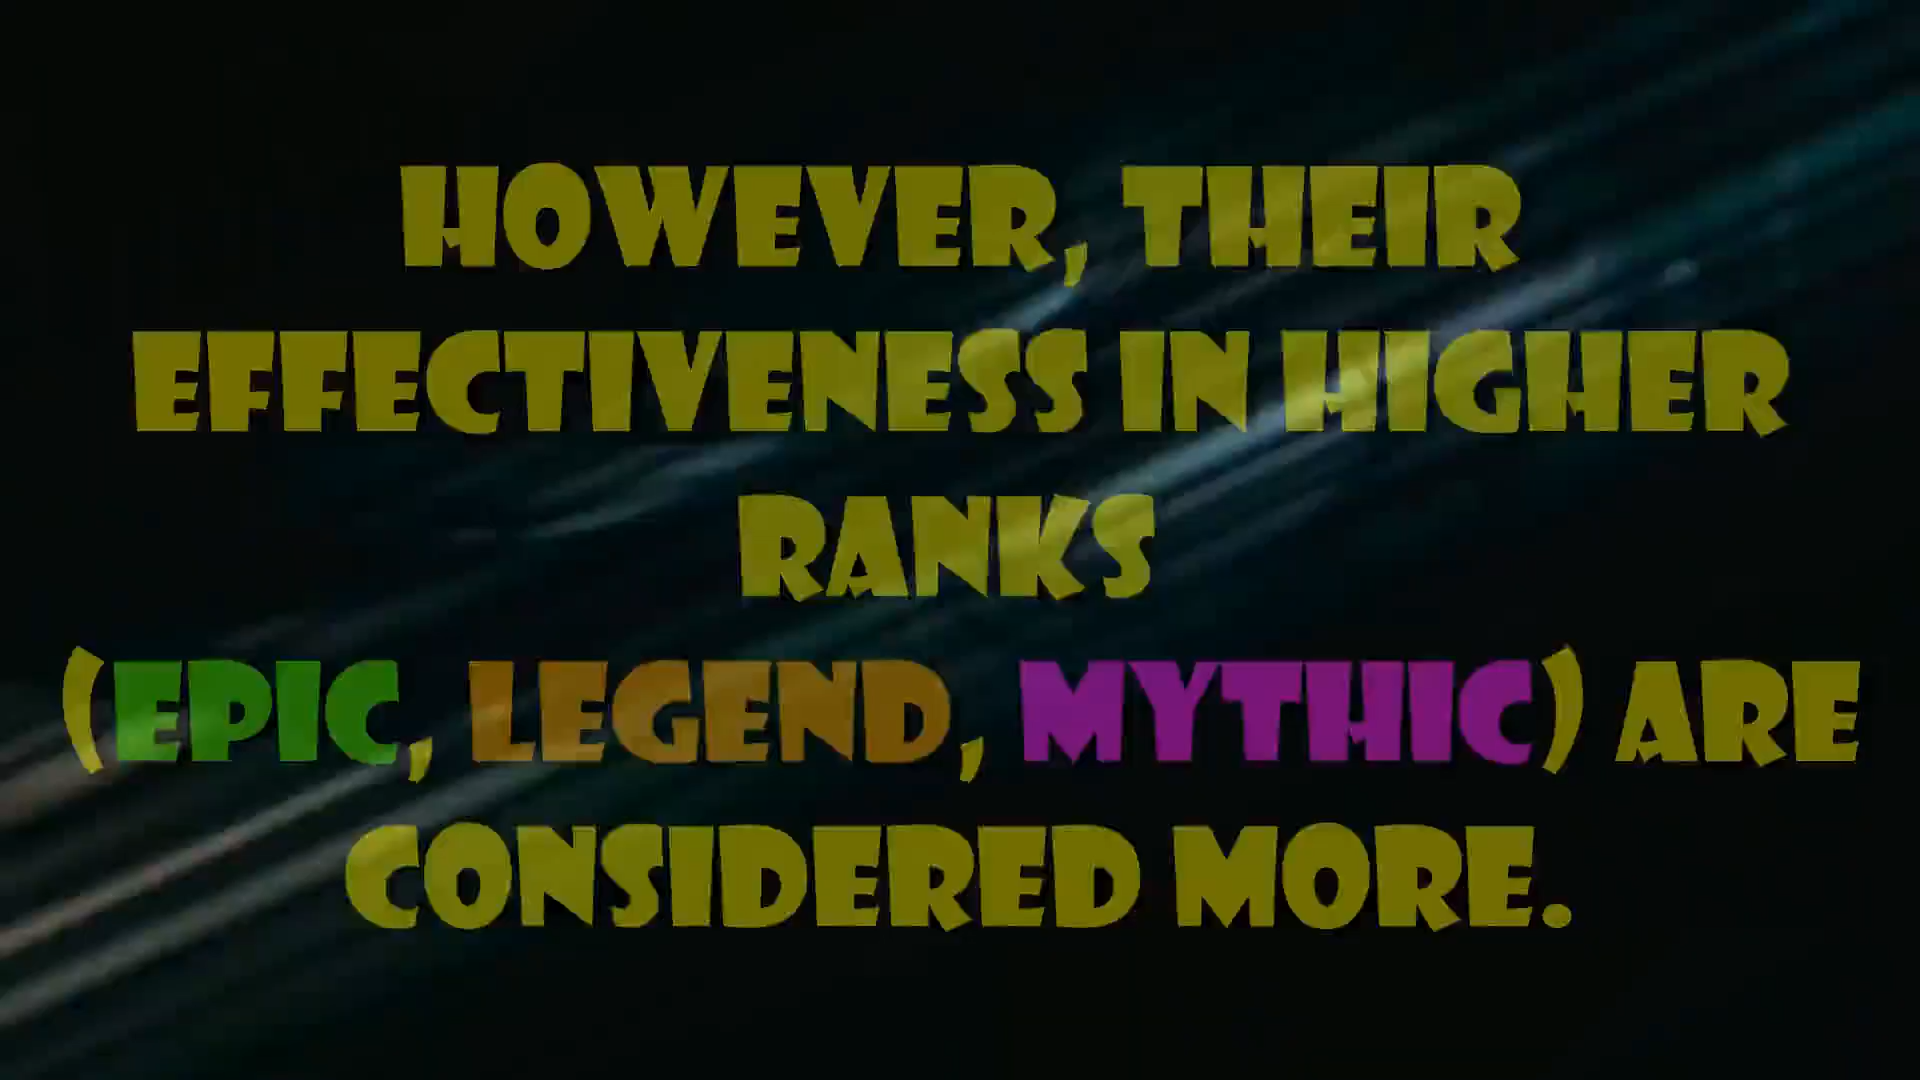 HOWEVER, THEIR
EFFECTIVENESS IN HIGHER
RANKS
(EPIC, LEGEND, MYTHIC) ARE
CONSIDERED MORE.